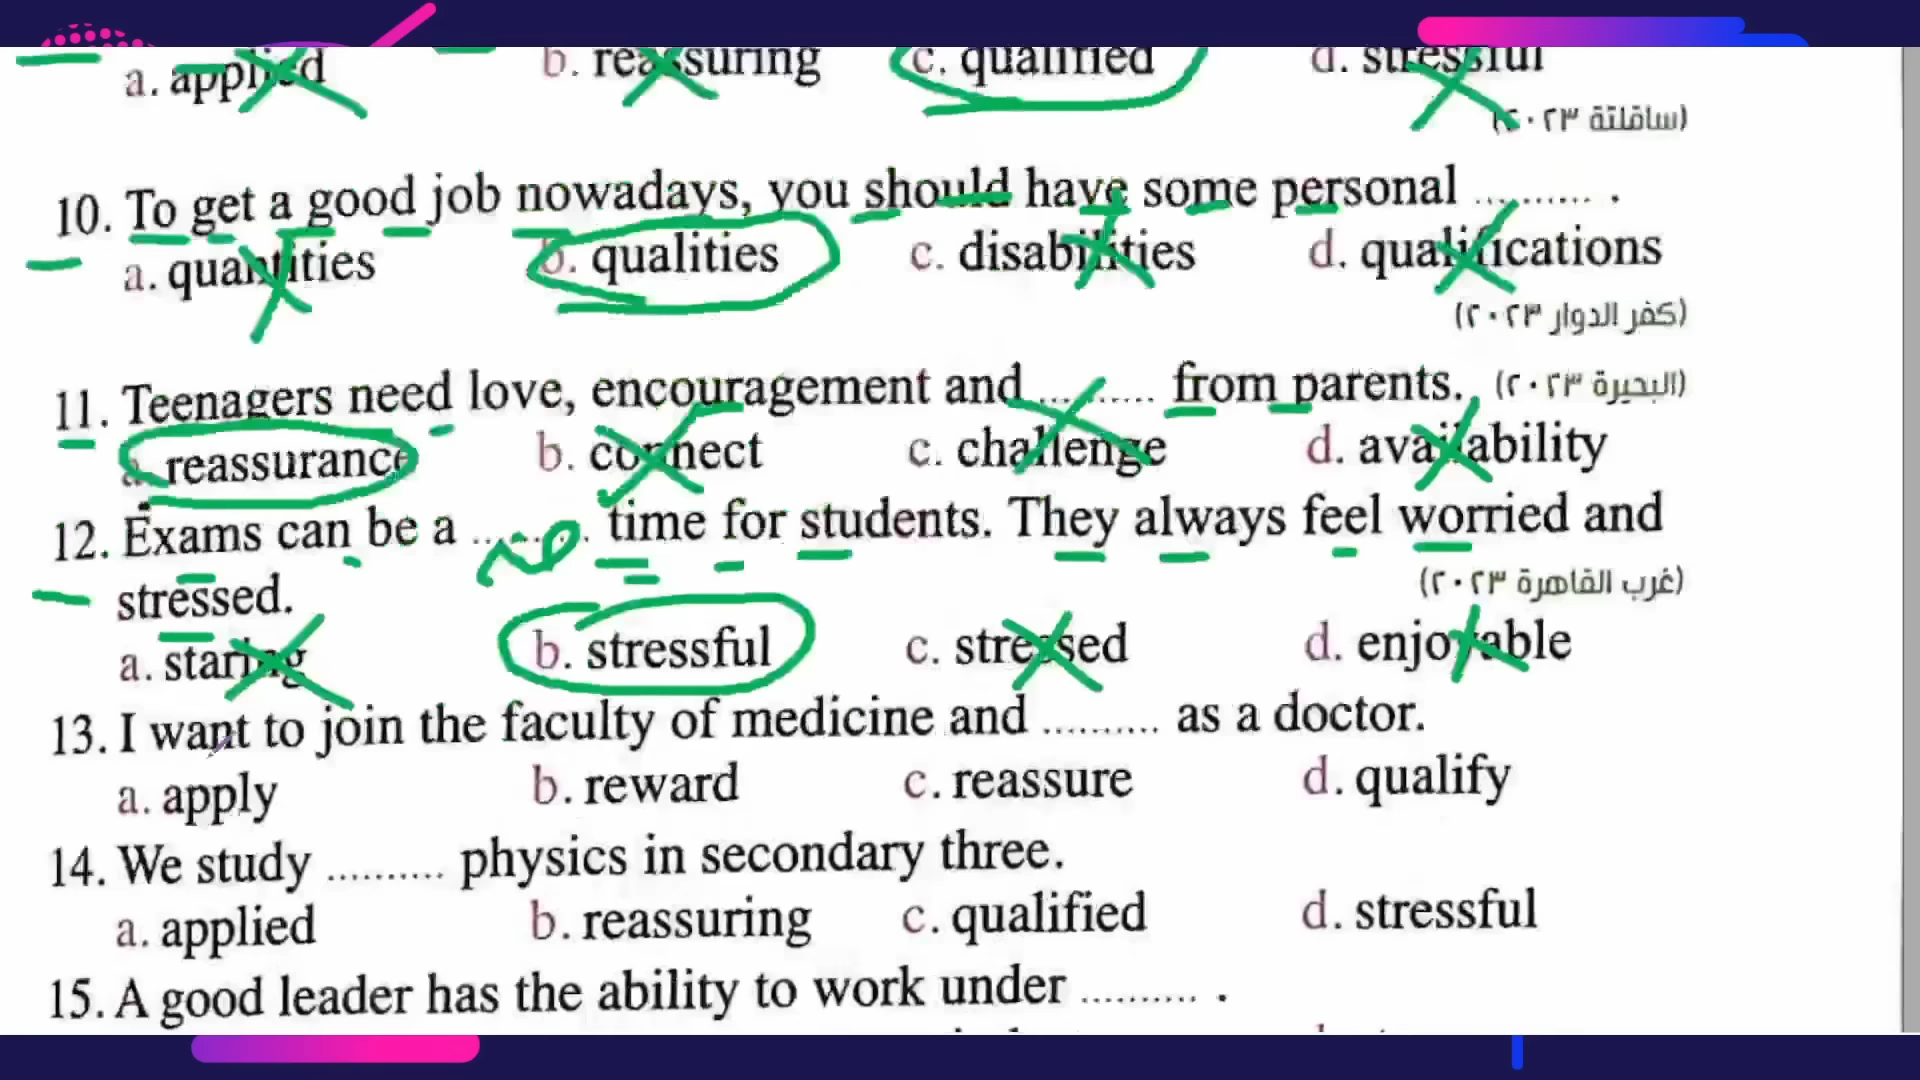 a. applied b. reassuring c. qualified d. stressful
(ساقلتة ٢٠٢٣)
10. To get a good job nowadays, you should have some personal .......... .
a. quantities b. qualities c. disabilities d. qualifications
(كفر الدوار ٢٠٢٣)
11. Teenagers need love, encouragement and .......... from parents. (البحيرة ٢٠٢٣)
a. reassurance b. connect c. challenge d. availability
12. Exams can be a .......... time for students. They always feel worried and
stressed. (غرب القاهرة ٢٠٢٣)
a. staring b. stressful c. stressed d. enjoyable
13. I want to join the faculty of medicine and .......... as a doctor.
a. apply b. reward c. reassure d. qualify
14. We study .......... physics in secondary three.
a. applied b. reassuring c. qualified d. stressful
15. A good leader has the ability to work under .......... .